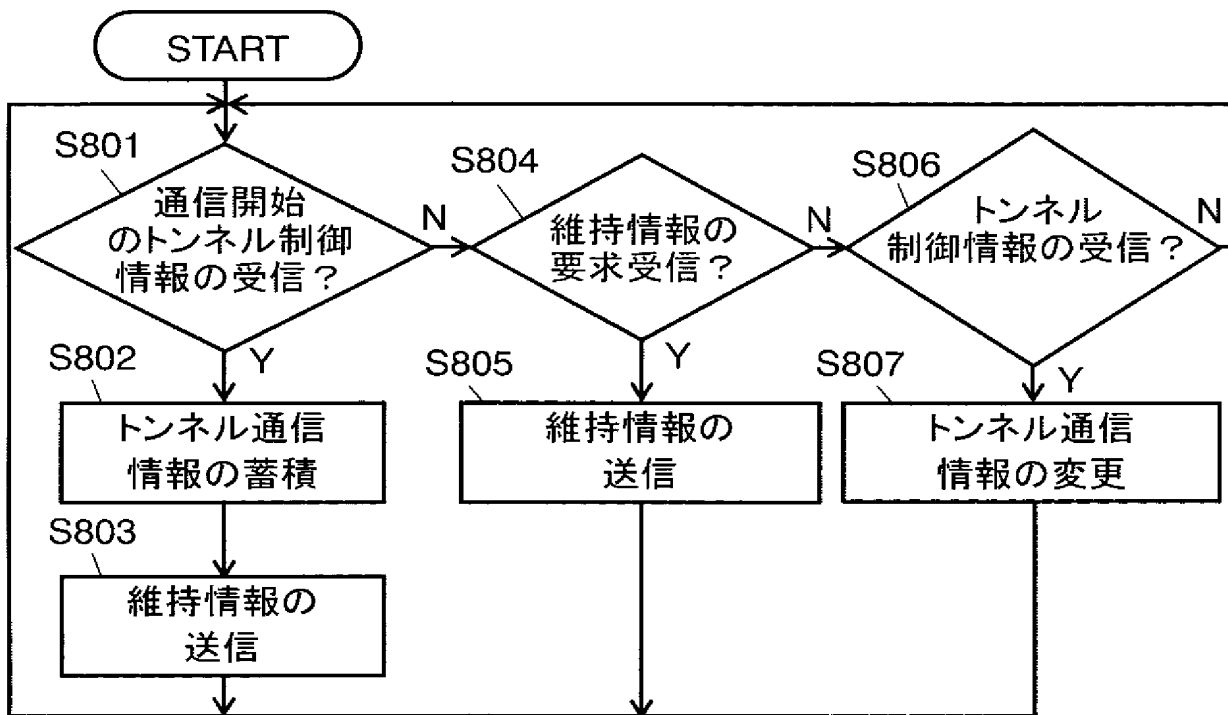 START
S801
通信開始
のトンネル制御
情報の受信？
N
Y
S802
トンネル通信
情報の蓄積
S803
維持情報の
送信
S804
維持情報の
要求受信？
N
Y
S805
維持情報の
送信
S806
トンネル
制御情報の受信？
N
Y
S807
トンネル通信
情報の変更